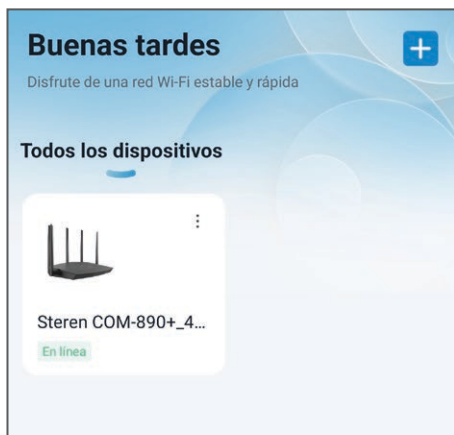 Buenas tardes
Disfrute de una red Wi-Fi estable y rápida
Todos los dispositivos
Steren COM-890+_4...
En línea